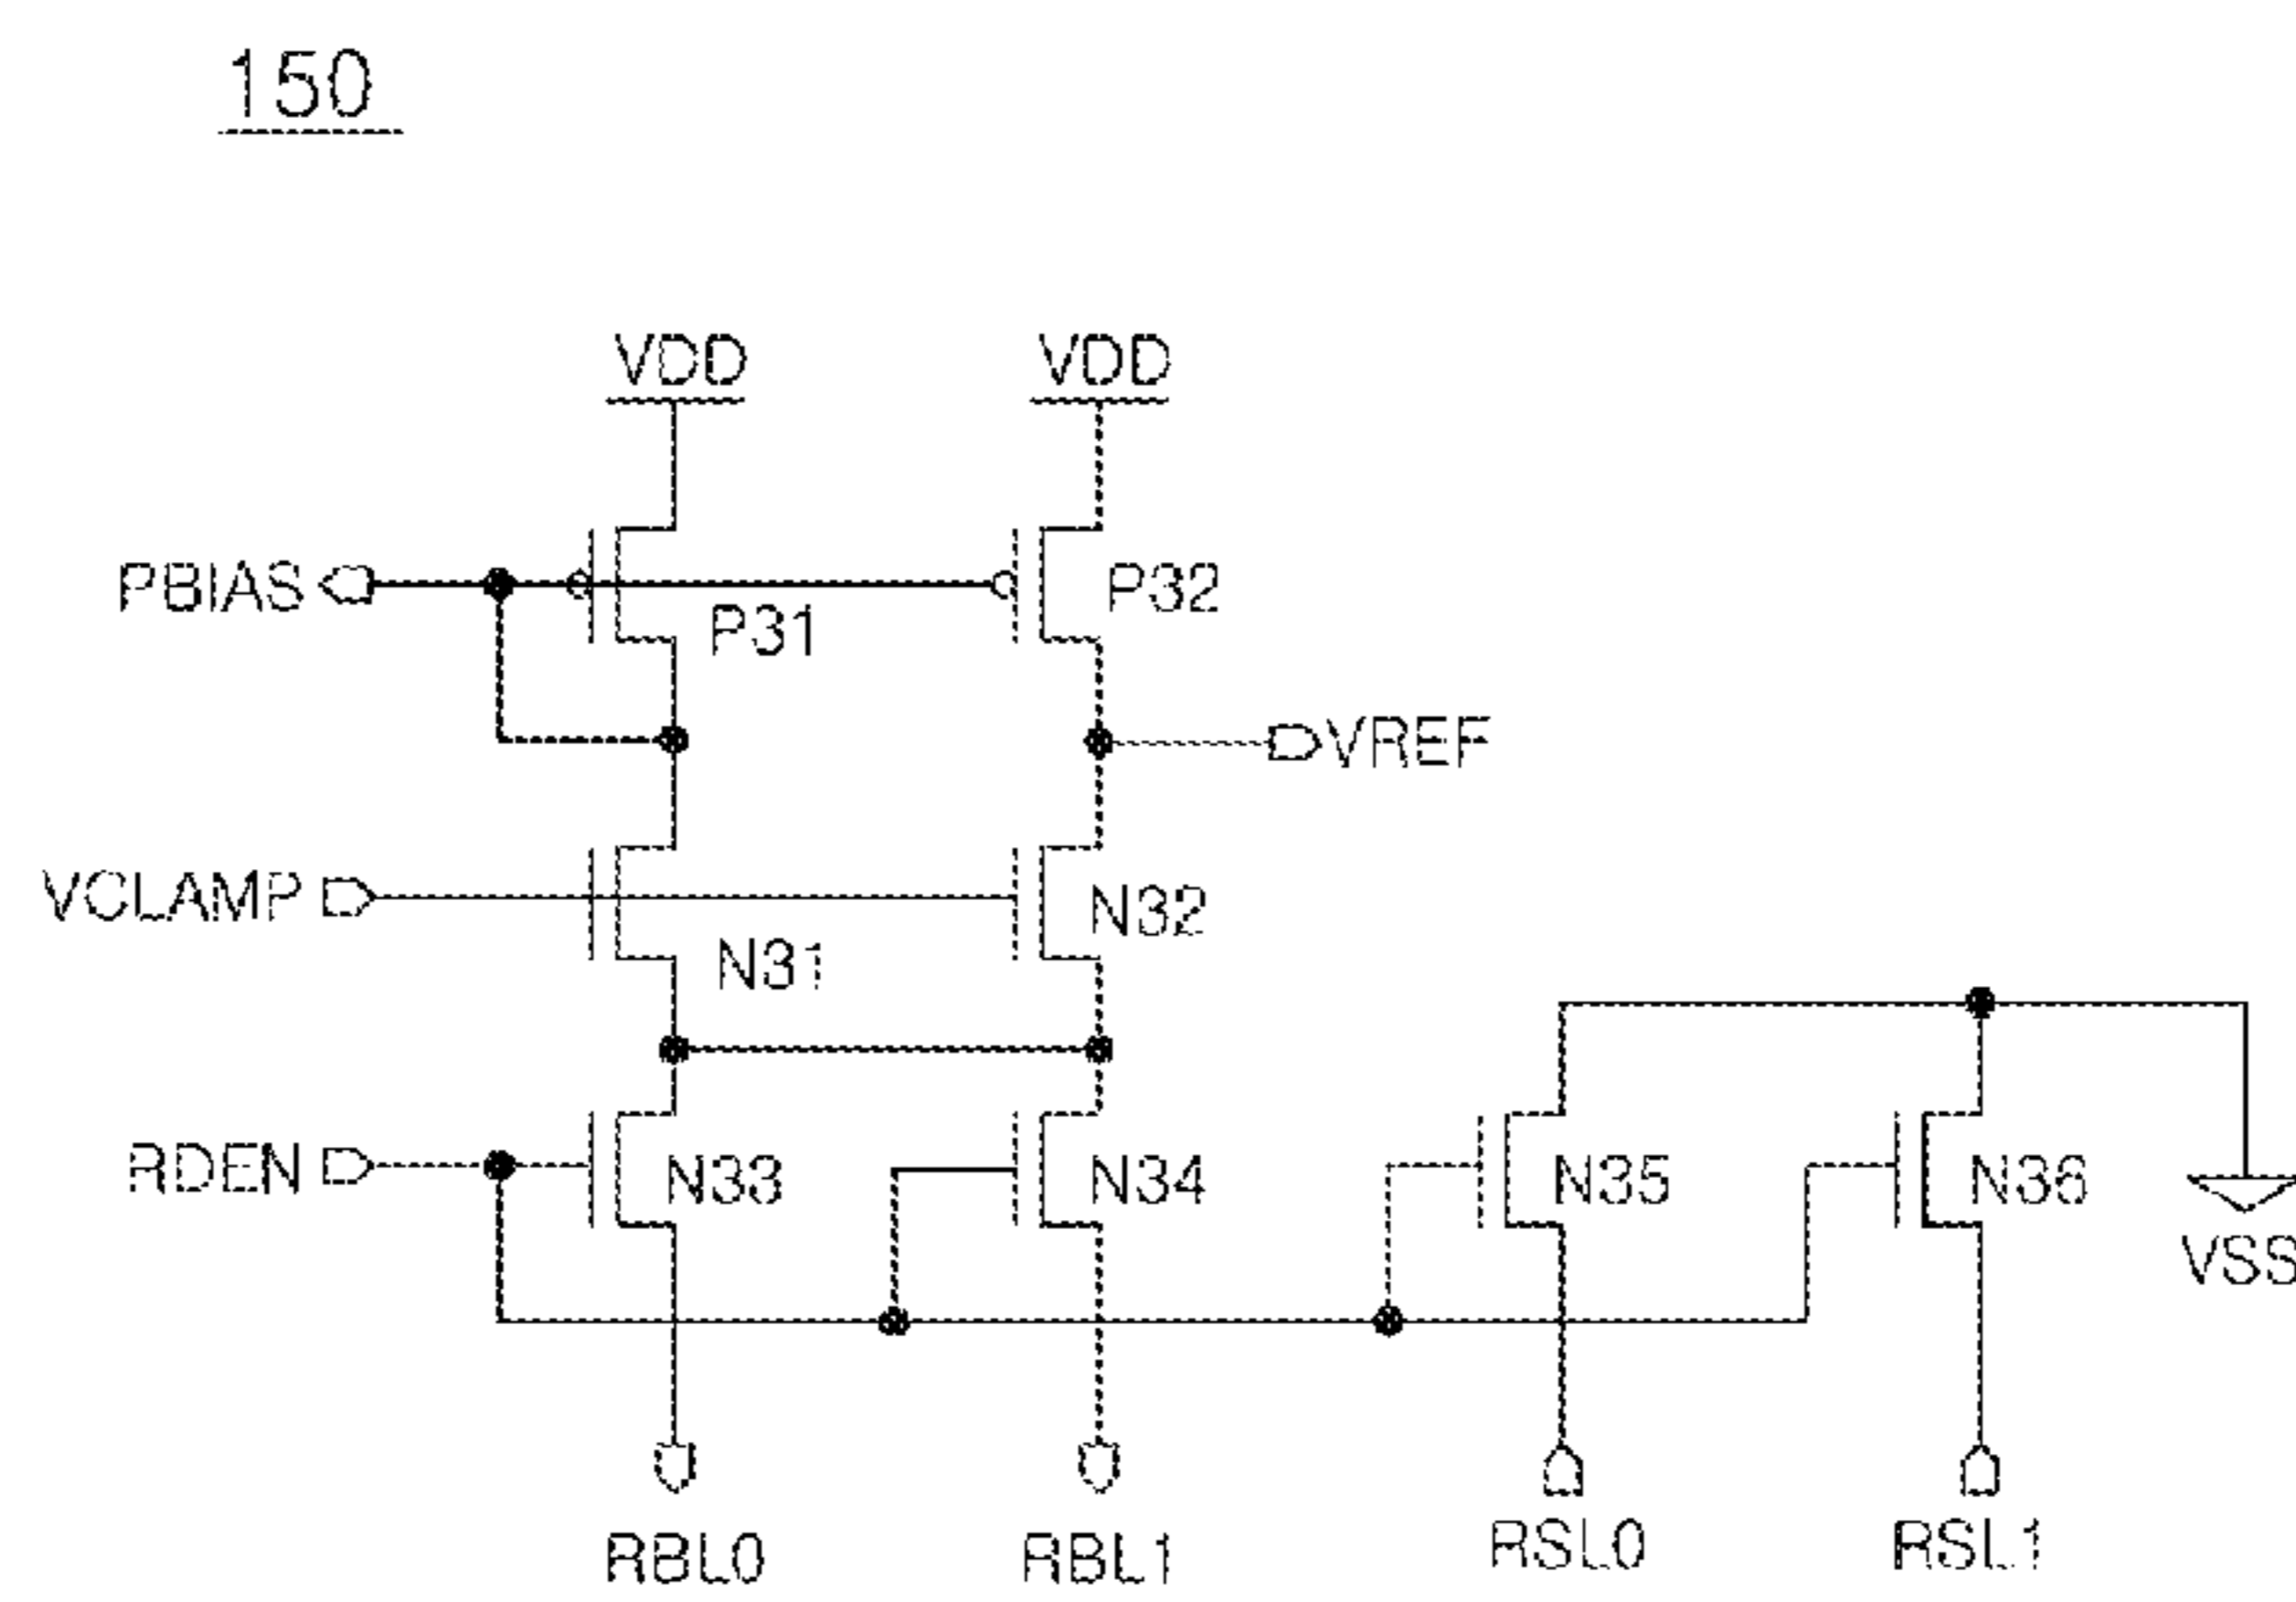 150
VDD VDD
PBIAS P31 P32
VREF
VCLAMP N31 N32
RDEN N33 N34 N35 N36
VSS
RBL0 RBL1 RSL0 RSL1